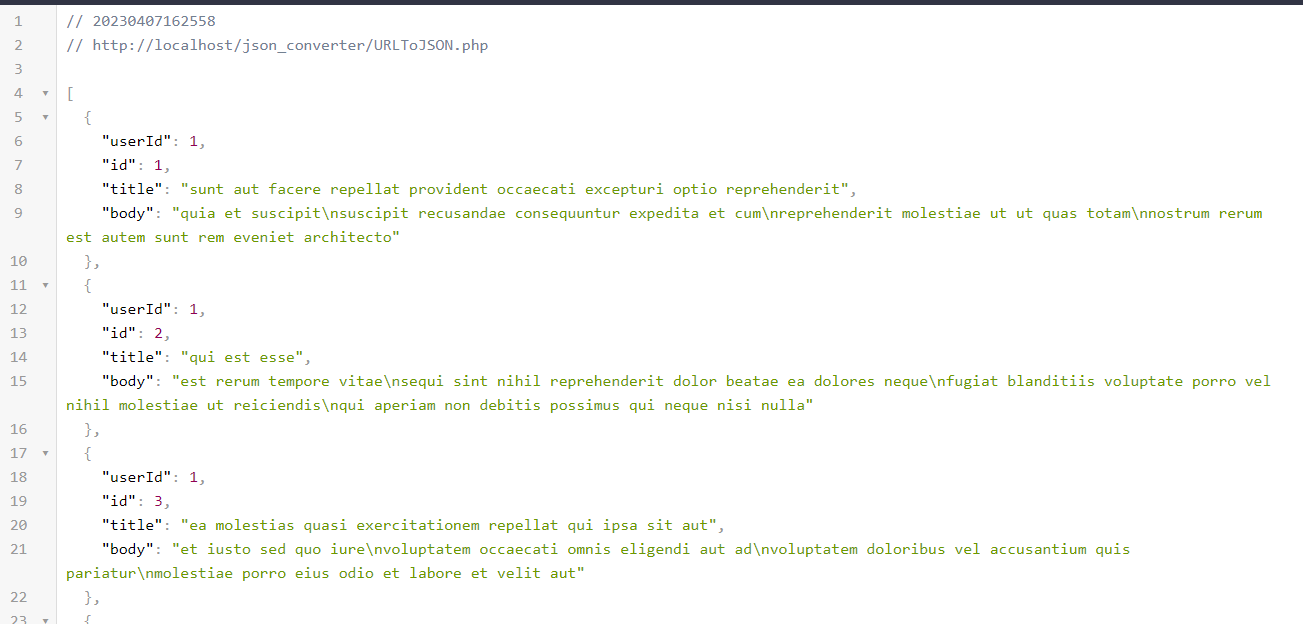 1 // 20230407162558
2 // http://localhost/json_converter/URLToJSON.php
3
4 ▾ [
5 ▾ {
6 "userId": 1,
7 "id": 1,
8 "title": "sunt aut facere repellat provident occaecati excepturi optio reprehenderit",
9 "body": "quia et suscipit\nsuscipit recusandae consequuntur expedita et cum\nreprehenderit molestiae ut ut quas totam\nnostrum rerum
est autem sunt rem eveniet architecto"
10 },
11 ▾ {
12 "userId": 1,
13 "id": 2,
14 "title": "qui est esse",
15 "body": "est rerum tempore vitae\nsequi sint nihil reprehenderit dolor beatae ea dolores neque\nfugiat blanditiis voluptate porro vel
nihil molestiae ut reiciendis\nqui aperiam non debitis possimus qui neque nisi nulla"
16 },
17 ▾ {
18 "userId": 1,
19 "id": 3,
20 "title": "ea molestias quasi exercitationem repellat qui ipsa sit aut",
21 "body": "et iusto sed quo iure\nvoluptatem occaecati omnis eligendi aut ad\nvoluptatem doloribus vel accusantium quis
pariatur\nmolestiae porro eius odio et labore et velit aut"
22 },
23 ▾ {